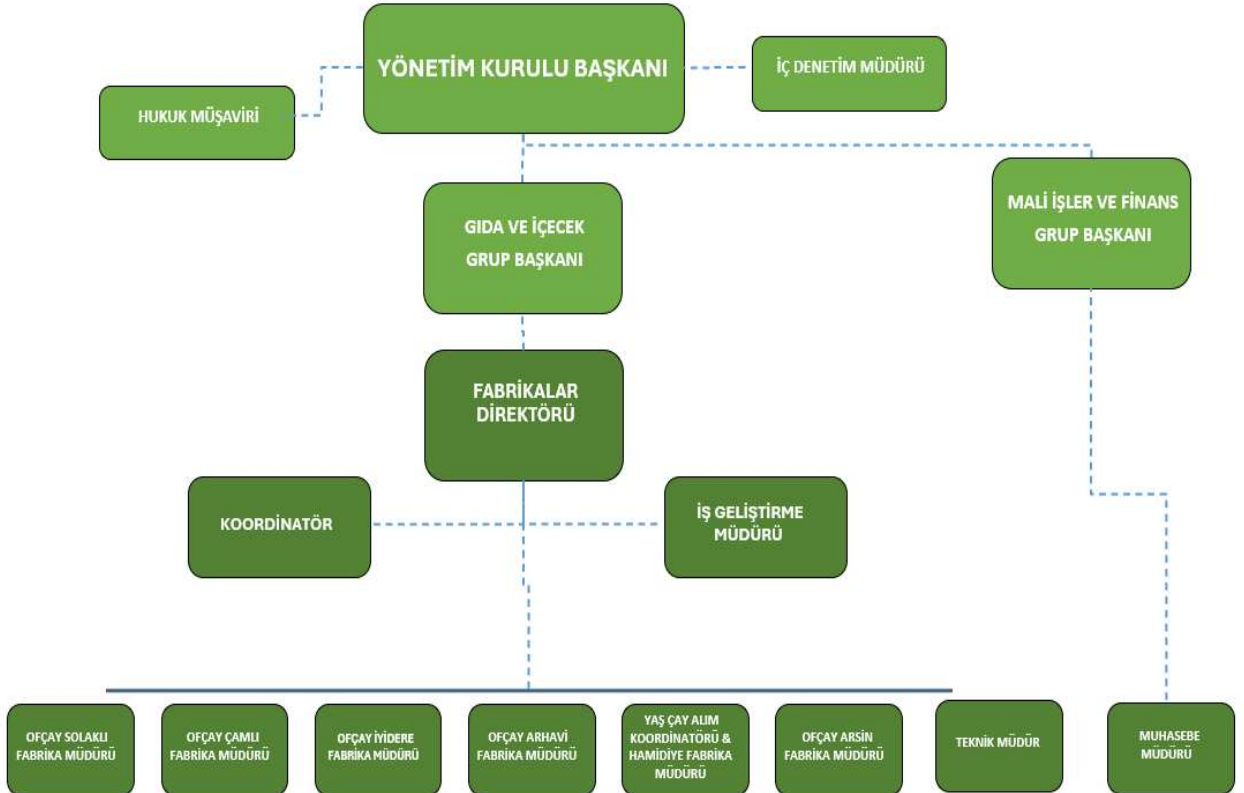 YÖNETİM KURULU BAŞKANI
İÇ DENETİM MÜDÜRÜ
HUKUK MÜŞAVİRİ
GIDA VE İÇECEK
GRUP BAŞKANI
MALİ İŞLER VE FİNANS
GRUP BAŞKANI
FABRİKALAR
DİREKTÖRÜ
KOORDİNATÖR
İŞ GELİŞTİRME
MÜDÜRÜ
OFÇAY SOLAKLI
FABRİKA MÜDÜRÜ
OFÇAY ÇAMLI
FABRİKA MÜDÜRÜ
OFÇAY İYİDERE
FABRİKA MÜDÜRÜ
OFÇAY ARHAVİ
FABRİKA MÜDÜRÜ
YAŞ ÇAY ALIM
KOORDİNATÖRÜ &
HAMİDİYE FABRİKA
MÜDÜRÜ
OFÇAY ARSİN
FABRİKA MÜDÜRÜ
TEKNİK MÜDÜR
MUHASEBE
MÜDÜRÜ